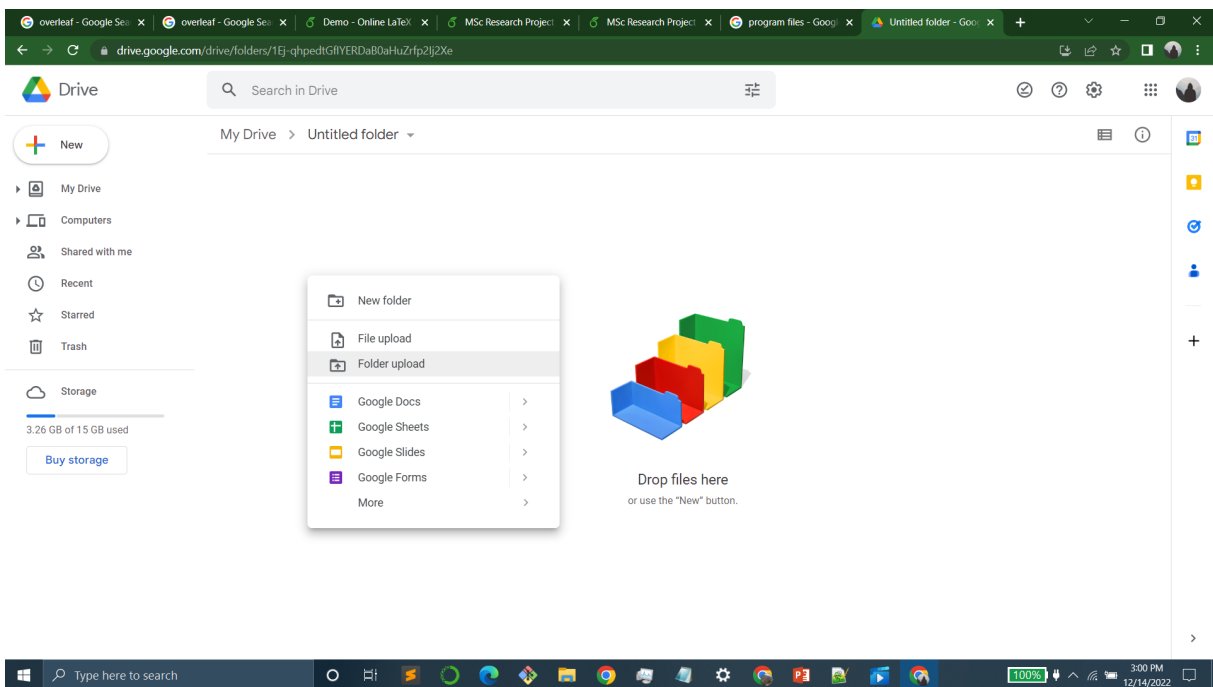 overleaf - Google Sea
overleaf - Google Sea
Demo - Online LaTeX
MSc Research Project
MSc Research Project
program files - Googl
Untitled folder - Goo
drive.google.com/drive/folders/1Ej-qhpedtGflYERDaB0aHuZrfp2Ij2Xe
Drive
Search in Drive
New
My Drive > Untitled folder
31
My Drive
Computers
Shared with me
Recent
Starred
Trash
Storage
3.26 GB of 15 GB used
Buy storage
New folder
File upload
Folder upload
Google Docs
Google Sheets
Google Slides
Google Forms
More
Drop files here
or use the "New" button.
Type here to search
100%
3:00 PM
12/14/2022